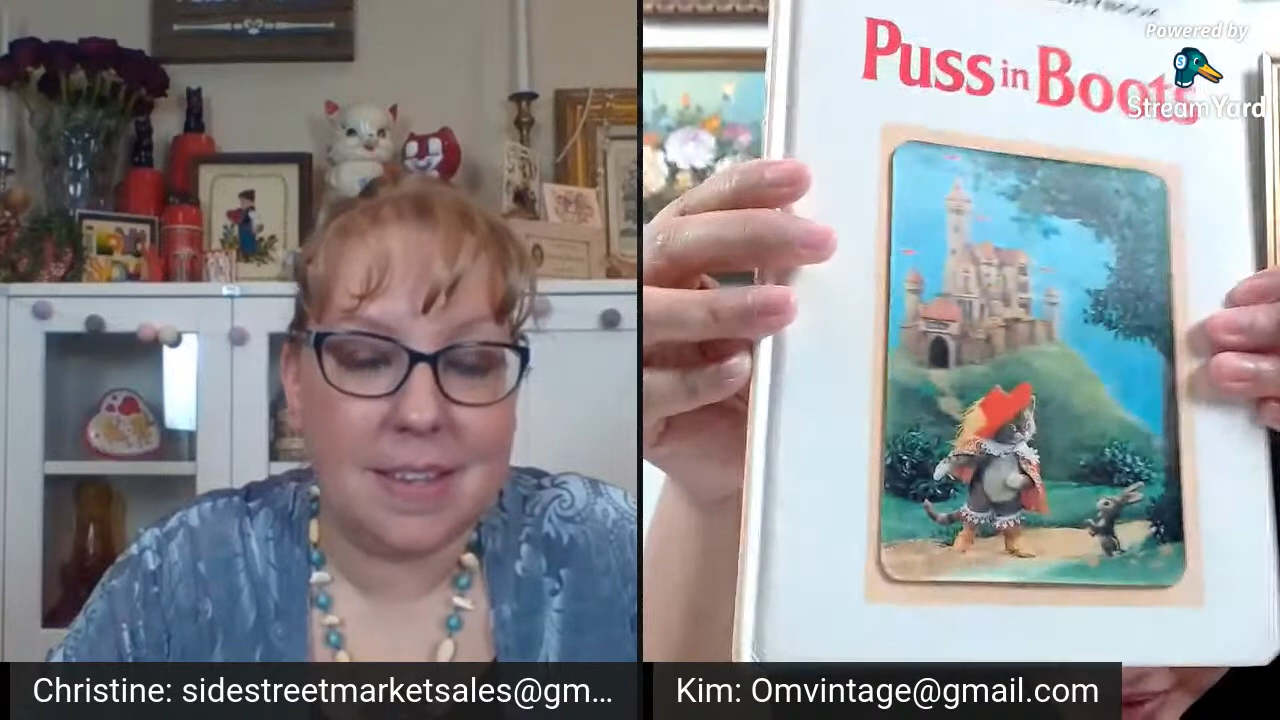 Puss in Boots
Powered by
StreamYard
Christine: sidestreetmarketsales@gm...
Kim: Omvintage@gmail.com